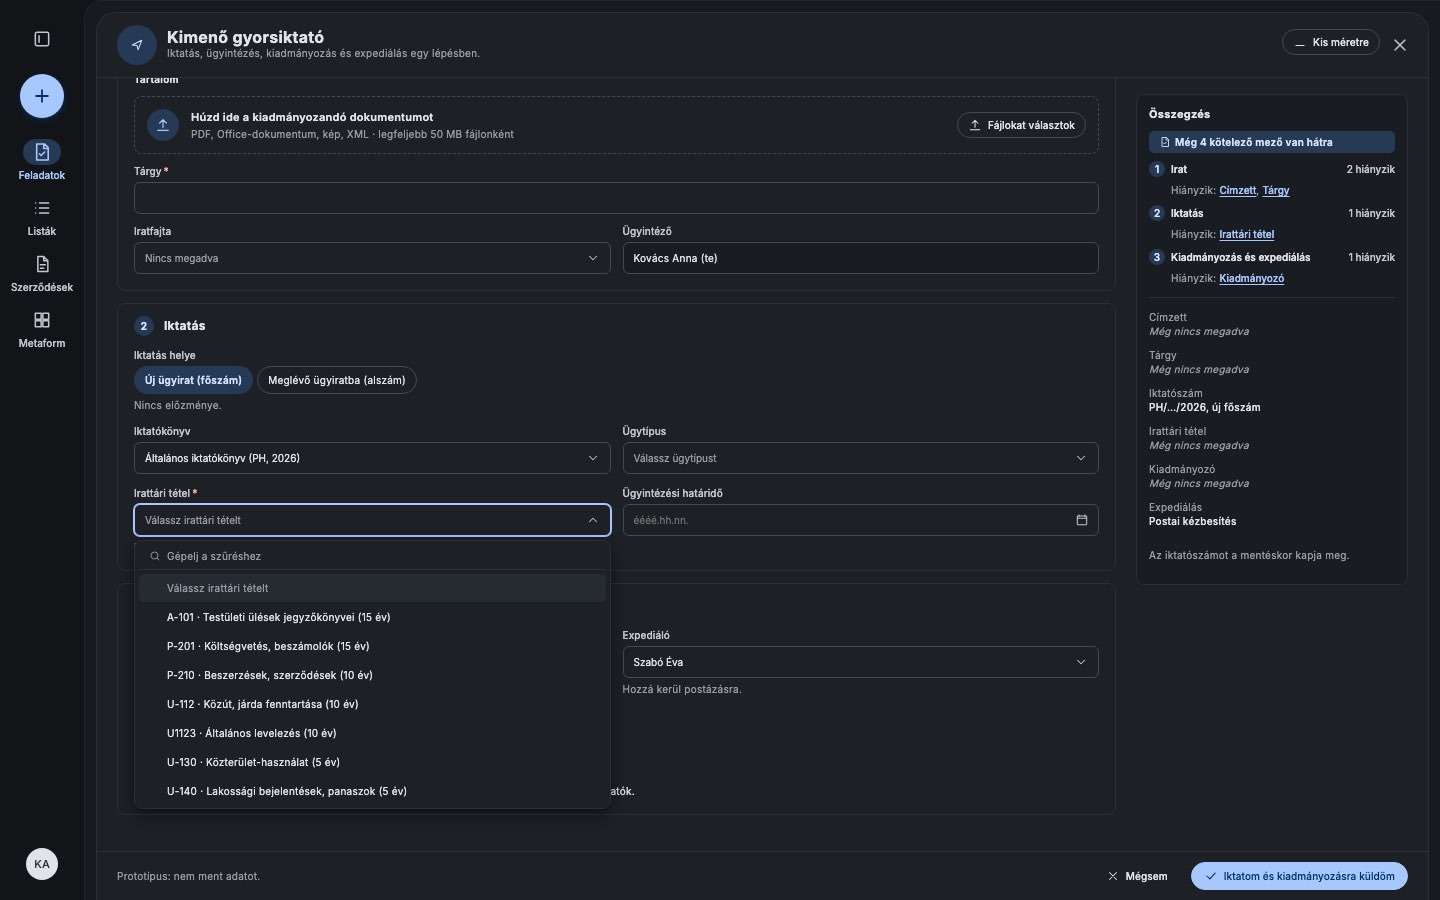 Feladatok
Listák
Szerződések
Metaform
KA
Kimenő gyorsiktató
Iktatás, ügyintézés, kiadmányozás és expediálás egy lépésben.
Kis méretre
Tartalom
Húzd ide a kiadmányozandó dokumentumot
PDF, Office-dokumentum, kép, XML · legfeljebb 50 MB fájlonként
Fájlokat választok
Tárgy *
Iratfajta
Nincs megadva
Ügyintéző
Kovács Anna (te)
2 Iktatás
Iktatás helye
Új ügyirat (főszám)
Meglévő ügyiratba (alszám)
Nincs előzménye.
Iktatókönyv
Általános iktatókönyv (PH, 2026)
Ügytípus
Válassz ügytípust
Irattári tétel *
Válassz irattári tételt
Ügyintézési határidő
éééé.hh.nn.
Gépelj a szűréshez
Válassz irattári tételt
A-101 · Testületi ülések jegyzőkönyvei (15 év)
P-201 · Költségvetés, beszámolók (15 év)
P-210 · Beszerzések, szerződések (10 év)
U-112 · Közút, járda fenntartása (10 év)
U1123 · Általános levelezés (10 év)
U-130 · Közterület-használat (5 év)
U-140 · Lakossági bejelentések, panaszok (5 év)
Expediáló
Szabó Éva
Hozzá kerül postázásra.
Összegzés
Még 4 kötelező mező van hátra
1 Irat 2 hiányzik
Hiányzik: Címzett, Tárgy
2 Iktatás 1 hiányzik
Hiányzik: Irattári tétel
3 Kiadmányozás és expediálás 1 hiányzik
Hiányzik: Kiadmányozó
Címzett
Még nincs megadva
Tárgy
Még nincs megadva
Iktatószám
PH/.../2026, új főszám
Irattári tétel
Még nincs megadva
Kiadmányozó
Még nincs megadva
Expediálás
Postai kézbesítés
Az iktatószámot a mentéskor kapja meg.
Prototípus: nem ment adatot.
Mégsem
Iktatom és kiadmányozásra küldöm